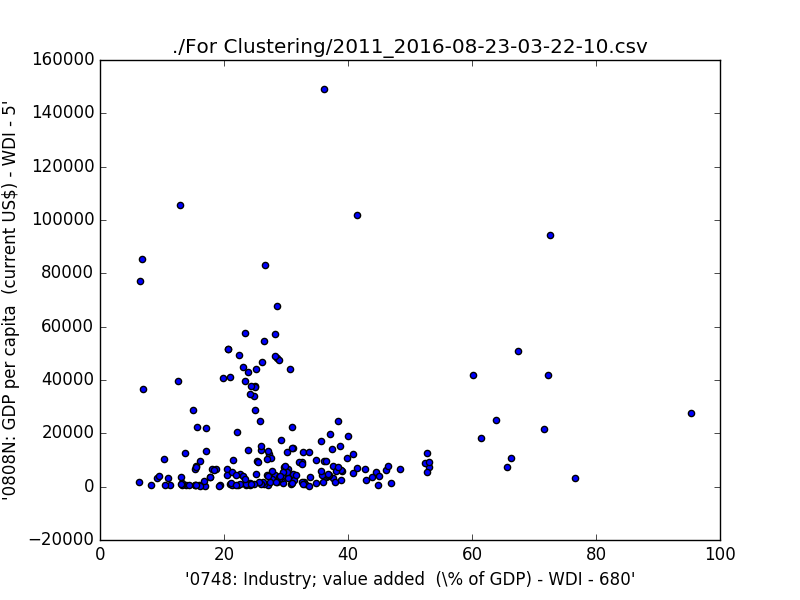 ./For Clustering/2011_2016-08-23-03-22-10.csv
160000
140000
120000
100000
80000
60000
40000
20000
0
−20000
0 20 40 60 80 100
'0808N: GDP per capita  (current US$) - WDI - 5'
'0748: Industry; value added  (\% of GDP) - WDI - 680'